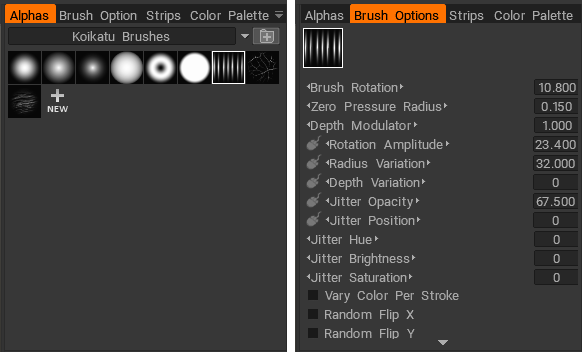 Alphas Brush Option Strips Color Palette
Koikatu Brushes
NEW
Alphas Brush Options Strips Color Palette
Brush Rotation 10.800
Zero Pressure Radius 0.150
Depth Modulator 1.000
Rotation Amplitude 23.400
Radius Variation 32.000
Depth Variation 0
Jitter Opacity 67.500
Jitter Position 0
Jitter Hue 0
Jitter Brightness 0
Jitter Saturation 0
Vary Color Per Stroke
Random Flip X
Random Flip Y